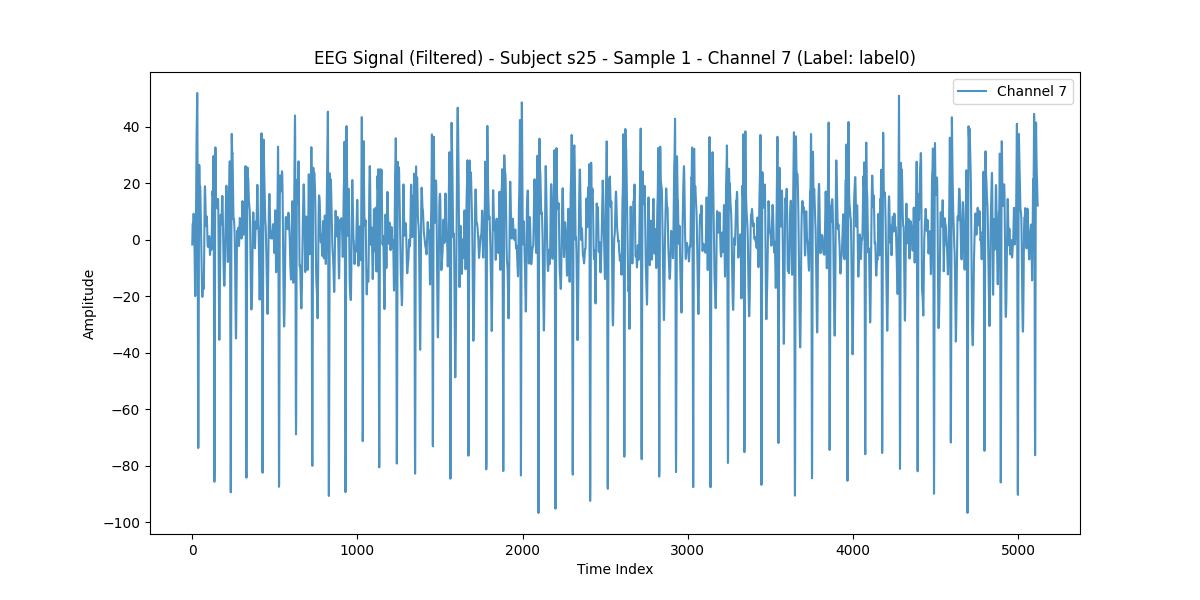 EEG Signal (Filtered) - Subject s25 - Sample 1 - Channel 7 (Label: label0)
Channel 7
Amplitude
40
20
0
−20
−40
−60
−80
−100
0 1000 2000 3000 4000 5000
Time Index